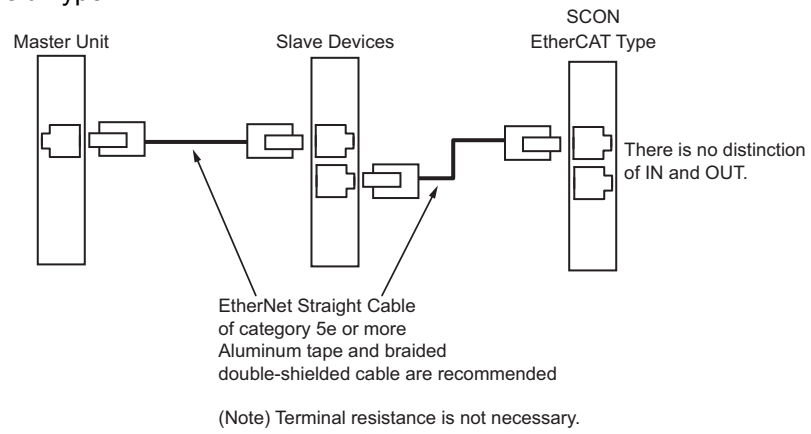 Master Unit
Slave Devices
SCON
EtherCAT Type
There is no distinction
of IN and OUT.
EtherNet Straight Cable
of category 5e or more
Aluminum tape and braided
double-shielded cable are recommended
(Note) Terminal resistance is not necessary.